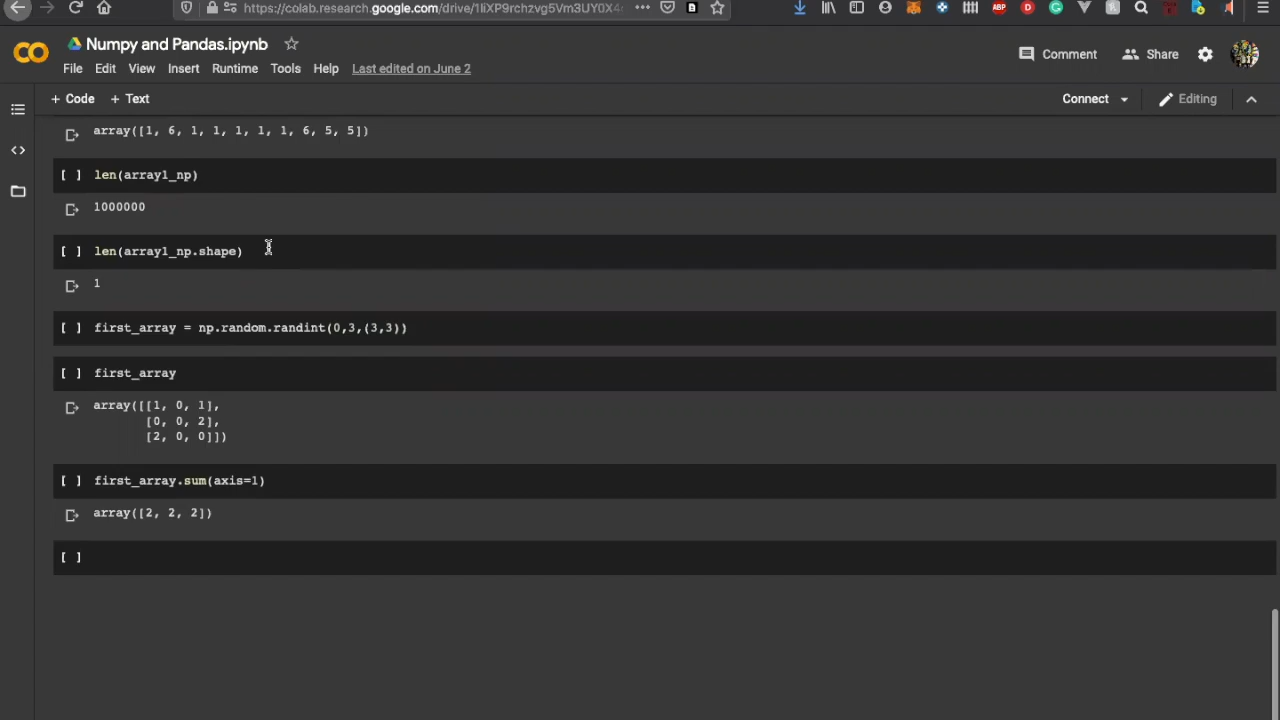 https://colab.research.google.com/drive/1liXP9rchzvg5Vm3UY0X4
ABP
Numpy and Pandas.ipynb
Comment
Share
File Edit View Insert Runtime Tools Help Last edited on June 2
+ Code + Text
Connect
Editing
array([1, 6, 1, 1, 1, 1, 1, 6, 5, 5])
[ ] len(array1_np)
1000000
[ ] len(array1_np.shape)
1
[ ] first_array = np.random.randint(0,3,(3,3))
[ ] first_array
array([[1, 0, 1],
[0, 0, 2],
[2, 0, 0]])
[ ] first_array.sum(axis=1)
array([2, 2, 2])
[ ]